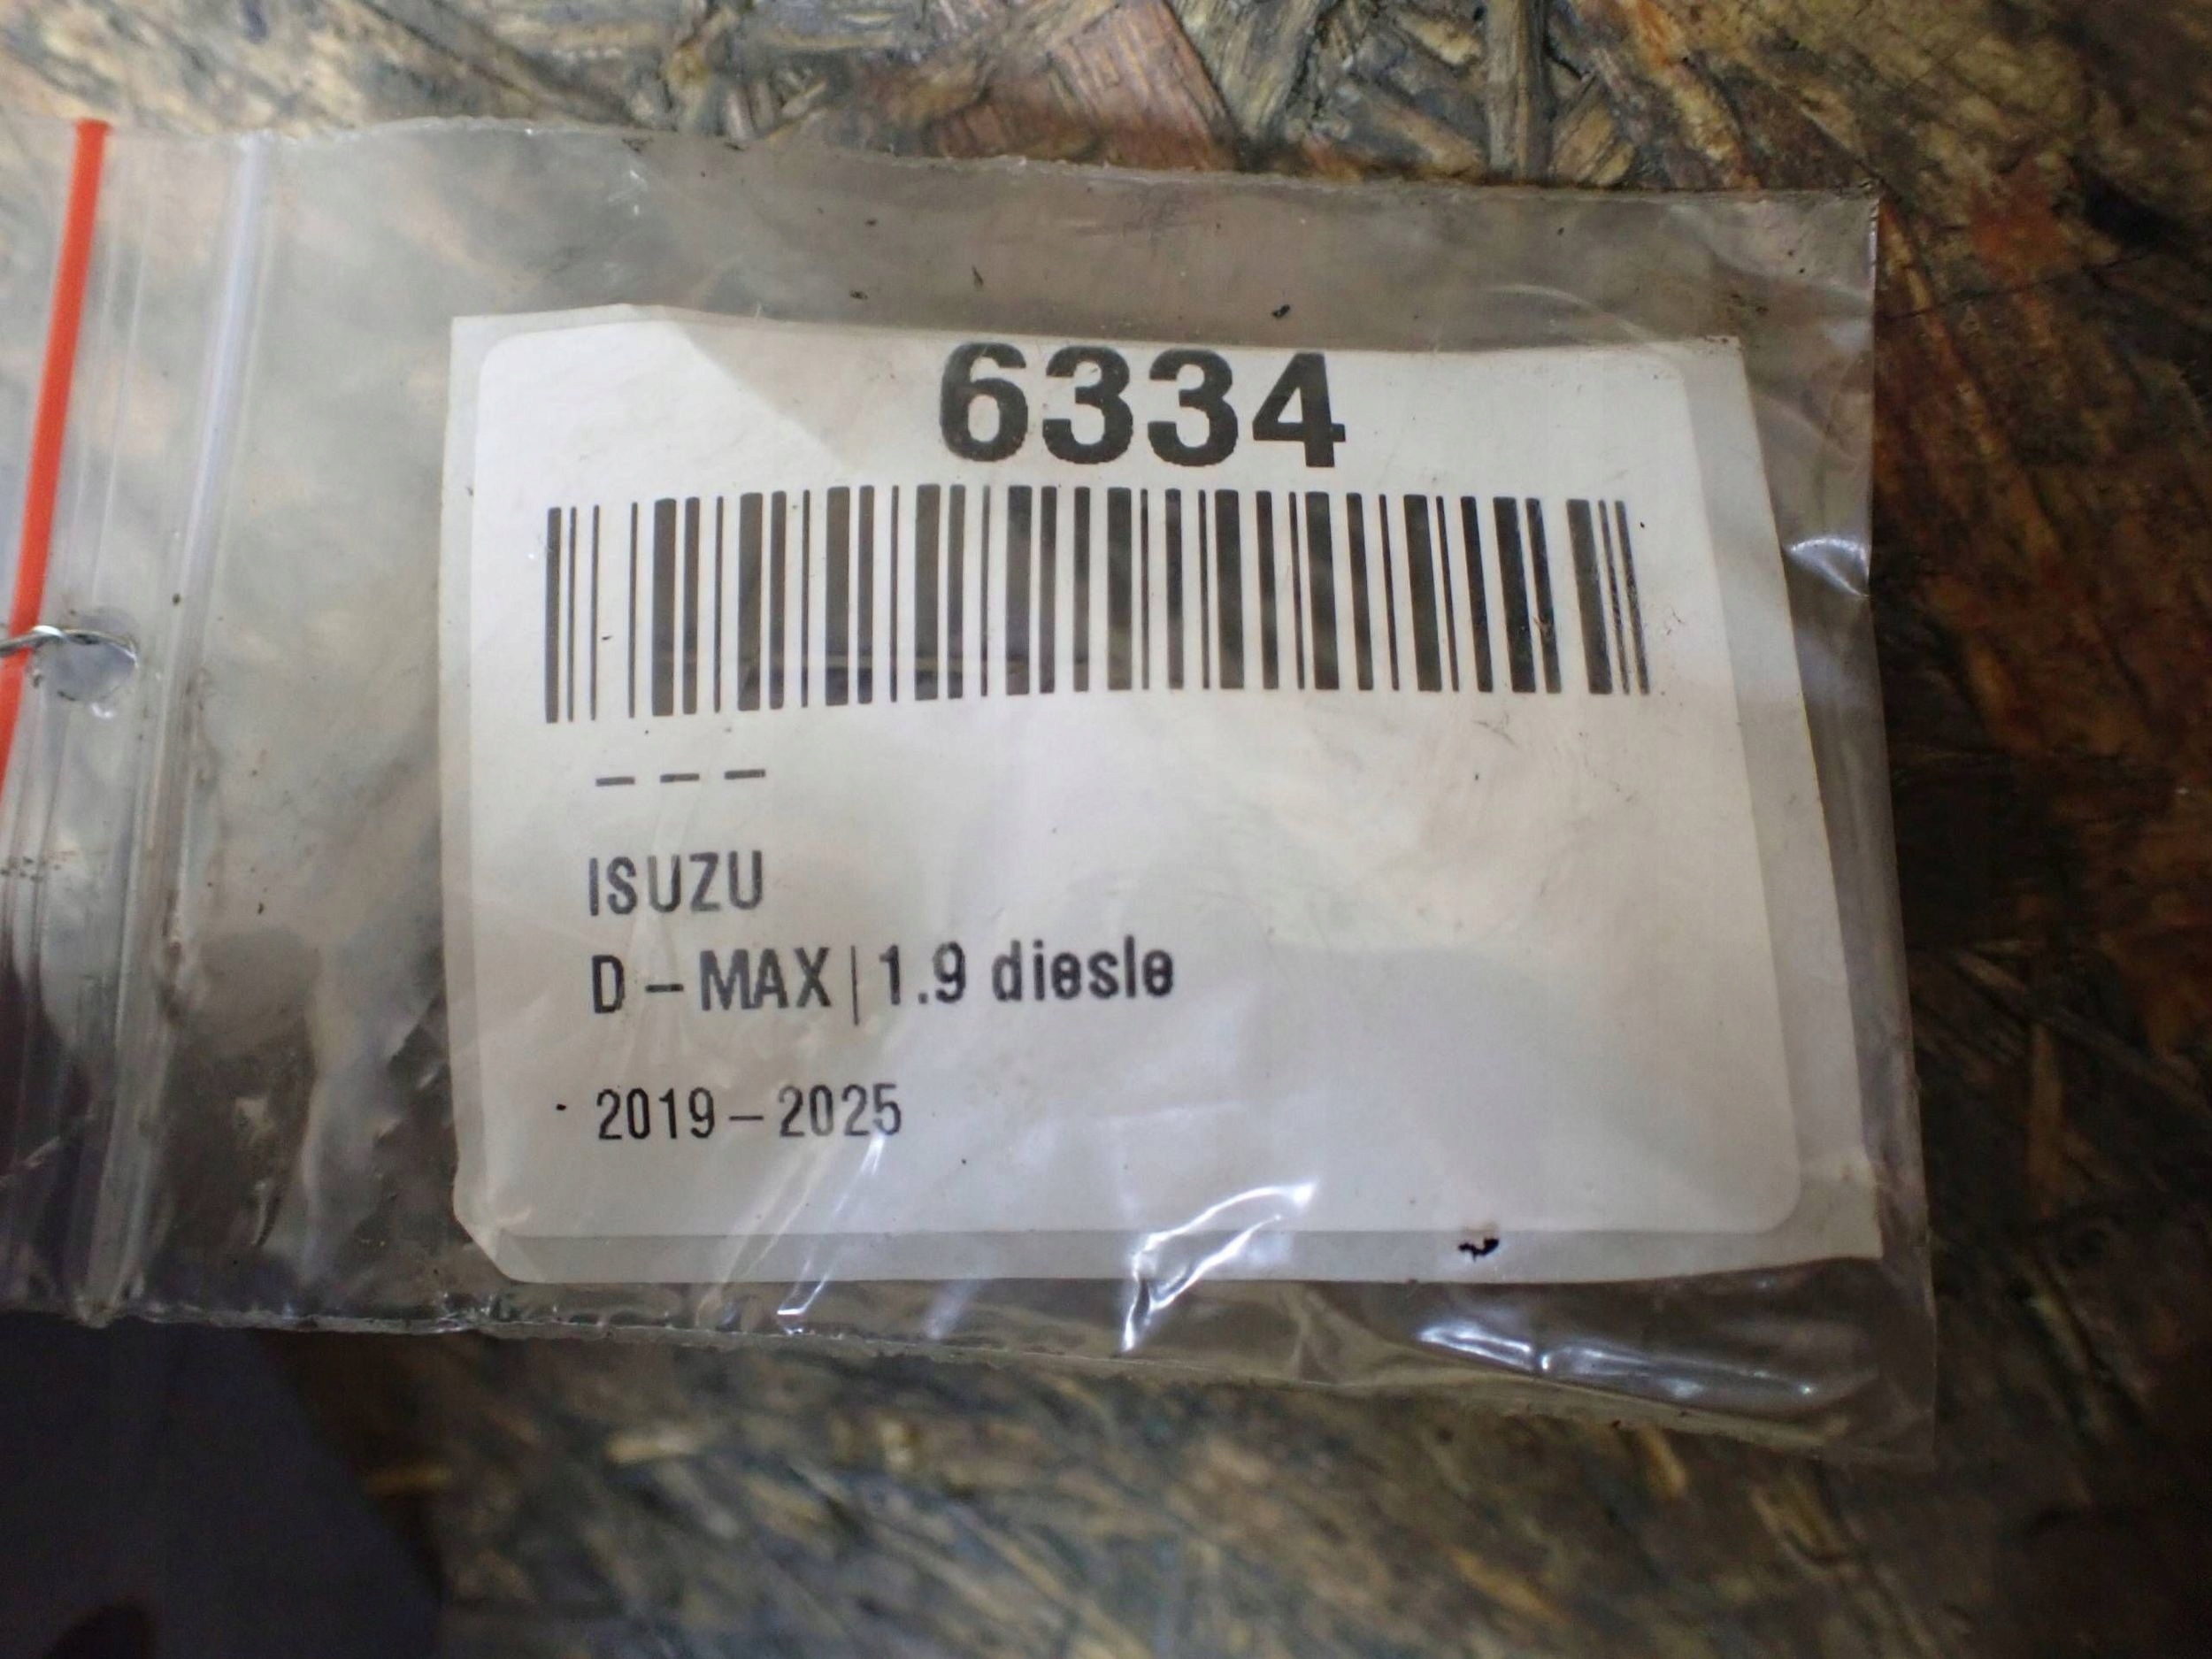 6334
– – –
ISUZU
D – MAX | 1.9 diesle
2019 – 2025